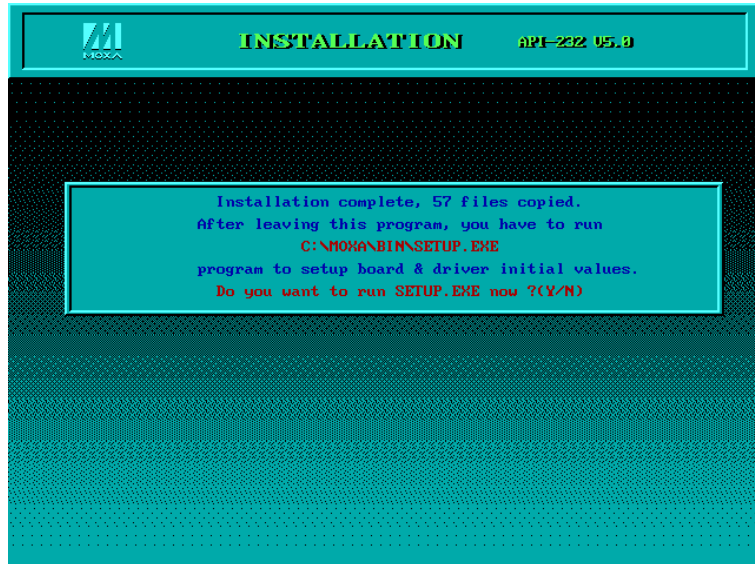 MOXA
INSTALLATION
API-232 V5.0
Installation complete, 57 files copied.
After leaving this program, you have to run
C:\MOXA\BIN\SETUP.EXE
program to setup board & driver initial values.
Do you want to run SETUP.EXE now ?(Y/N)